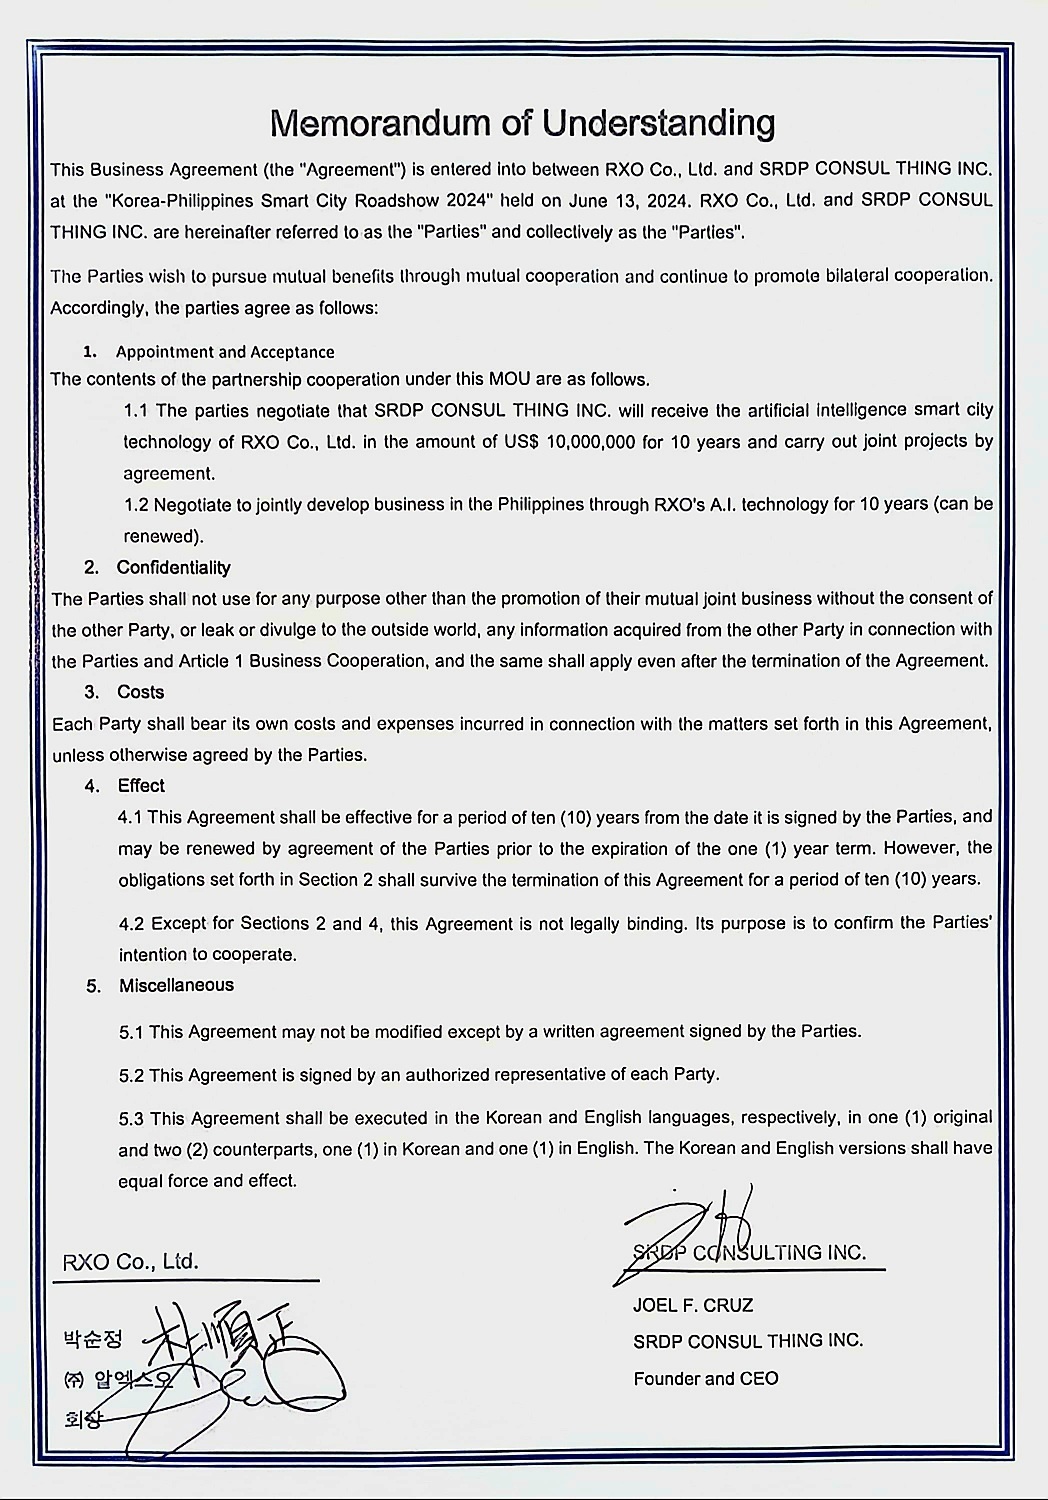 Memorandum of Understanding
This Business Agreement (the "Agreement") is entered into between RXO Co., Ltd. and SRDP CONSUL THING INC.
at the "Korea-Philippines Smart City Roadshow 2024" held on June 13, 2024. RXO Co., Ltd. and SRDP CONSUL
THING INC. are hereinafter referred to as the "Parties" and collectively as the "Parties".
The Parties wish to pursue mutual benefits through mutual cooperation and continue to promote bilateral cooperation.
Accordingly, the parties agree as follows:
1. Appointment and Acceptance
The contents of the partnership cooperation under this MOU are as follows.
1.1 The parties negotiate that SRDP CONSUL THING INC. will receive the artificial intelligence smart city
technology of RXO Co., Ltd. in the amount of US$ 10,000,000 for 10 years and carry out joint projects by
agreement.
1.2 Negotiate to jointly develop business in the Philippines through RXO's A.I. technology for 10 years (can be
renewed).
2. Confidentiality
The Parties shall not use for any purpose other than the promotion of their mutual joint business without the consent of
the other Party, or leak or divulge to the outside world, any information acquired from the other Party in connection with
the Parties and Article 1 Business Cooperation, and the same shall apply even after the termination of the Agreement.
3. Costs
Each Party shall bear its own costs and expenses incurred in connection with the matters set forth in this Agreement,
unless otherwise agreed by the Parties.
4. Effect
4.1 This Agreement shall be effective for a period of ten (10) years from the date it is signed by the Parties, and
may be renewed by agreement of the Parties prior to the expiration of the one (1) year term. However, the
obligations set forth in Section 2 shall survive the termination of this Agreement for a period of ten (10) years.
4.2 Except for Sections 2 and 4, this Agreement is not legally binding. Its purpose is to confirm the Parties'
intention to cooperate.
5. Miscellaneous
5.1 This Agreement may not be modified except by a written agreement signed by the Parties.
5.2 This Agreement is signed by an authorized representative of each Party.
5.3 This Agreement shall be executed in the Korean and English languages, respectively, in one (1) original
and two (2) counterparts, one (1) in Korean and one (1) in English. The Korean and English versions shall have
equal force and effect.
RXO Co., Ltd.
박순정 朴順正
㈜ 압엑스오
회장
SRDP CONSULTING INC.
JOEL F. CRUZ
SRDP CONSUL THING INC.
Founder and CEO